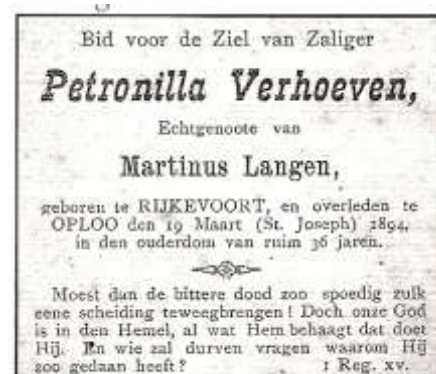 Bid voor de Ziel van Zaliger
Petronilla Verhoeven,
Echtgenoote van
Martinus Langen,
geboren te RIJKEVOORT, en overleden te
OPLOO den 19 Maart (St. Joseph) 1894,
in den ouderdom van ruim 36 jaren.
Moest dan de bittere dood zoo spoedig zulk
eene scheiding teweegbrengen! Doch onze God
is in den Hemel, al wat Hem behaagt dat doet
Hij. En wie zal durven vragen waarom Hij
zoo gedaan heeft? 1 Reg. xv.